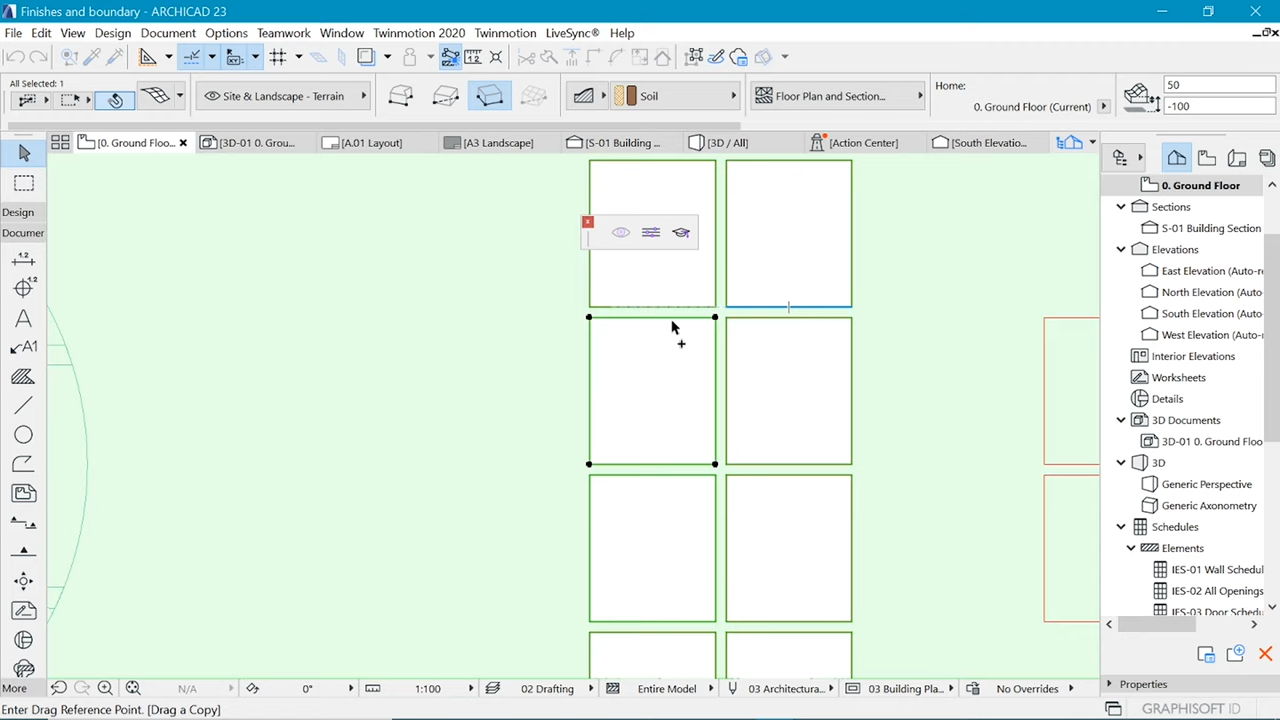 Finishes and boundary - ARCHICAD 23
File Edit View Design Document Options Teamwork Window Twinmotion 2020 Twinmotion LiveSync® Help
All Selected: 1
Site & Landscape - Terrain
Soil
Floor Plan and Section...
Home:
0. Ground Floor (Current)
50
-100
[0. Ground Floo...
[3D-01 0. Grou...
[A.01 Layout]
[A3 Landscape]
[S-01 Building ...
[3D / All]
[Action Center]
[South Elevatio...
Design
Documer
1.2
A
A1
More
0. Ground Floor
Sections
S-01 Building Section
Elevations
East Elevation (Auto-re
North Elevation (Auto-
South Elevation (Auto-
West Elevation (Auto-r
Interior Elevations
Worksheets
Details
3D Documents
3D-01 0. Ground Floo
3D
Generic Perspective
Generic Axonometry
Schedules
Elements
IES-01 Wall Schedul
IES-02 All Openings
IES-03 Door Schedu
Properties
N/A
0°
1:100
02 Drafting
Entire Model
03 Architectura...
03 Building Pla...
No Overrides
Enter Drag Reference Point. [Drag a Copy]
GRAPHISOFT ID